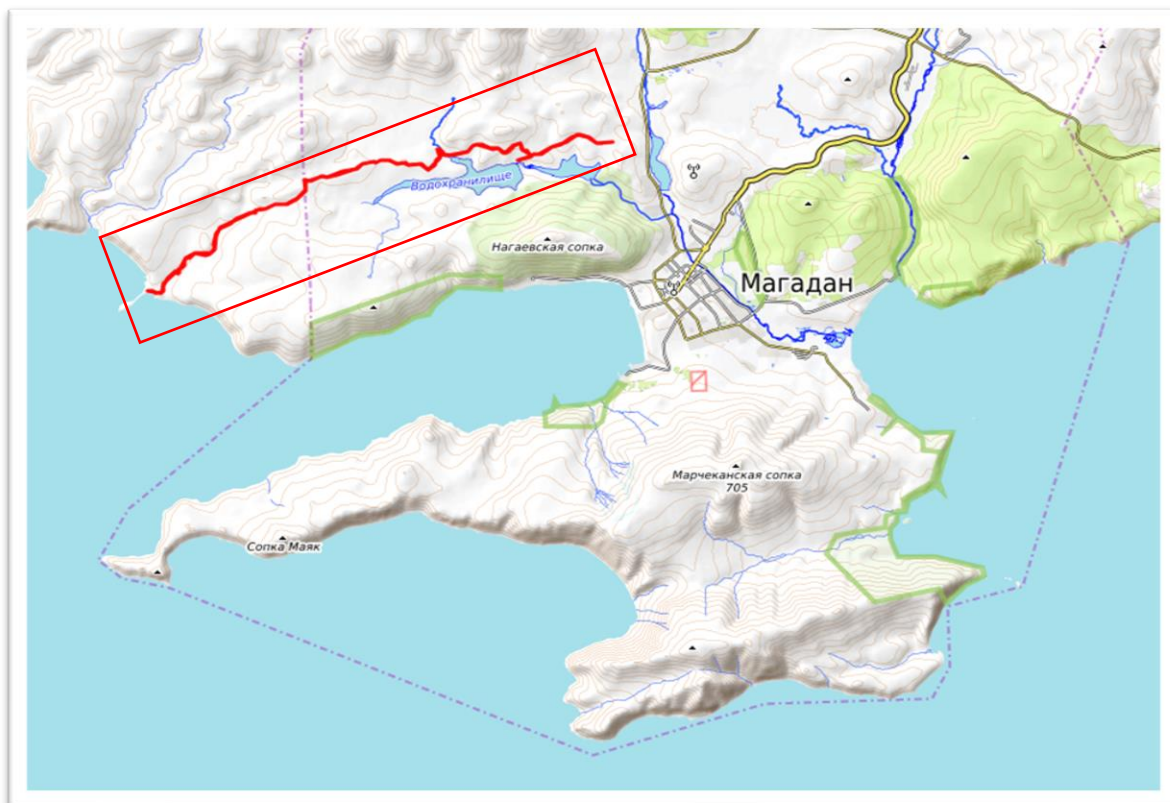 Водохранилище
Нагаевская сопка
Магадан
Марчеканская сопка
705
Сопка Маяк